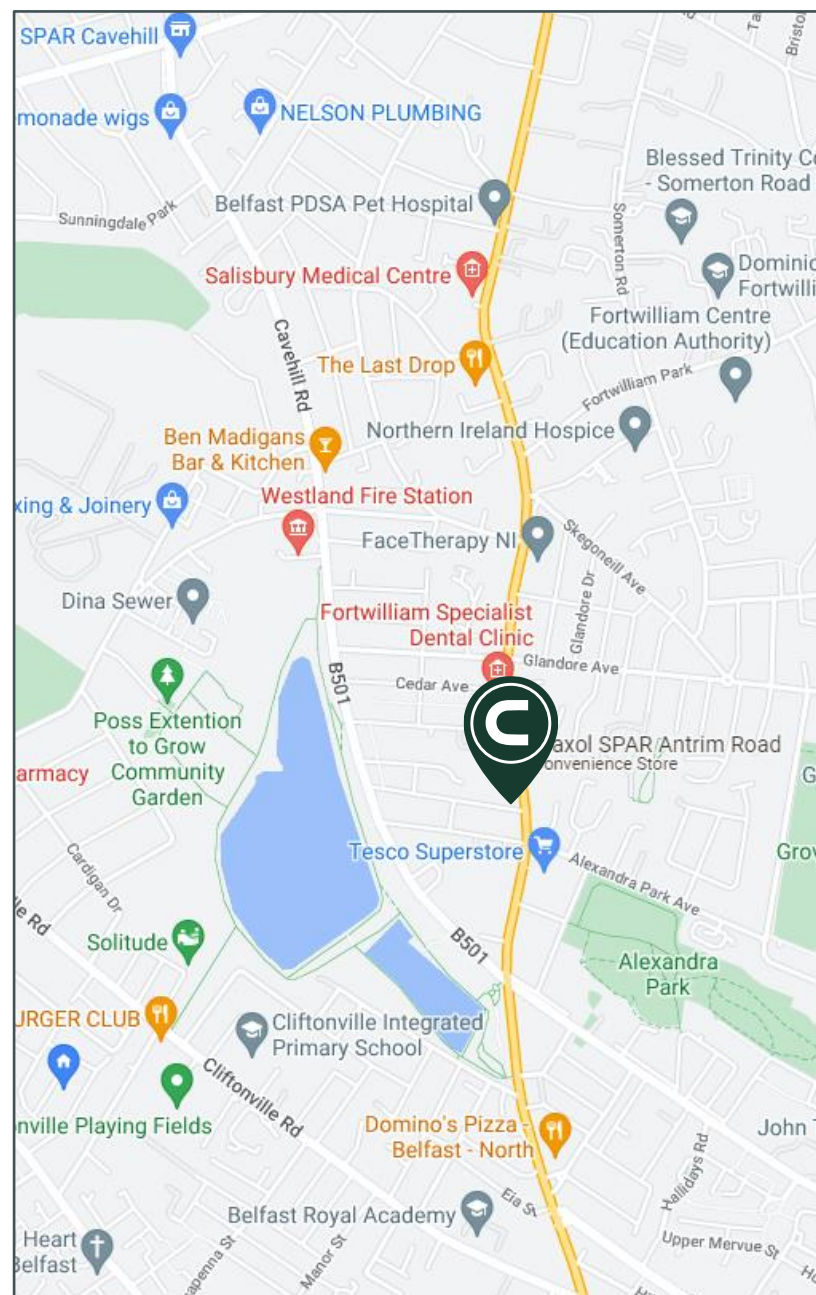 SPAR Cavehill
monade wigs
NELSON PLUMBING
Bristol
Blessed Trinity Co
- Somerton Road
Belfast PDSA Pet Hospital
Sunningdale Park
Somerton Rd
Salisbury Medical Centre
Dominic
Fortwilli
Fortwilliam Centre
(Education Authority)
Cavehill Rd
The Last Drop
Fortwilliam Park
Ben Madigans
Bar & Kitchen
Northern Ireland Hospice
xing & Joinery
Westland Fire Station
FaceTherapy NI
Skegoneill Ave
Dina Sewer
Fortwilliam Specialist
Dental Clinic
Glandore Dr
Glandore Ave
B501
Cedar Ave
Poss Extention
to Grow
Community
Garden
C
axol SPAR Antrim Road
onvenience Store
G
armacy
Tesco Superstore
Alexandra Park Ave
Grov
Cardigan Dr
lle Rd
Solitude
B501
Alexandra
Park
URGER CLUB
Cliftonville Integrated
Primary School
Cliftonville Rd
onville Playing Fields
Domino's Pizza -
Belfast - North
John T
Hallidays Rd
Belfast Royal Academy
Eia St
Upper Mervue St
Heart
Belfast
apenna St
Manor St